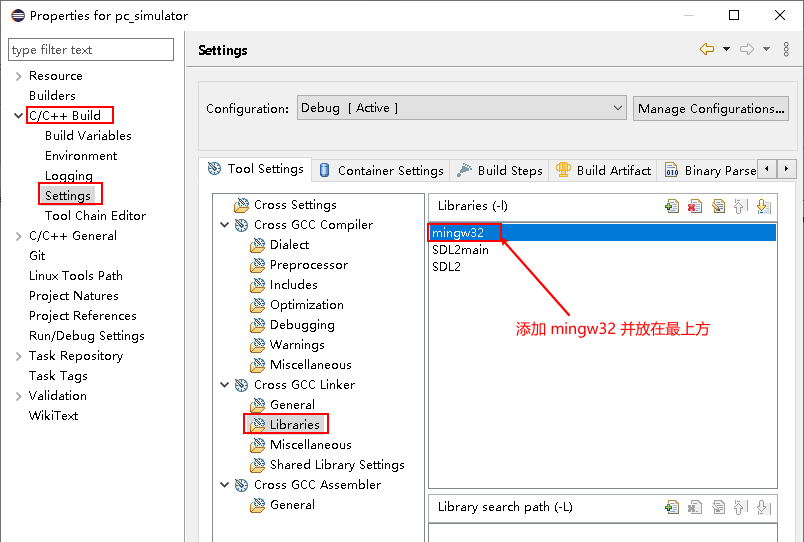 Properties for pc_simulator
type filter text
Resource
Builders
C/C++ Build
Build Variables
Environment
Logging
Settings
Tool Chain Editor
C/C++ General
Git
Linux Tools Path
Project Natures
Project References
Run/Debug Settings
Task Repository
Task Tags
Validation
WikiText
Settings
Configuration:
Debug [ Active ]
Manage Configurations...
Tool Settings
Container Settings
Build Steps
Build Artifact
Binary Parse
Cross Settings
Cross GCC Compiler
Dialect
Preprocessor
Includes
Optimization
Debugging
Warnings
Miscellaneous
Cross GCC Linker
General
Libraries
Miscellaneous
Shared Library Settings
Cross GCC Assembler
General
Libraries (-l)
mingw32
SDL2main
SDL2
添加 mingw32 并放在最上方
Library search path (-L)